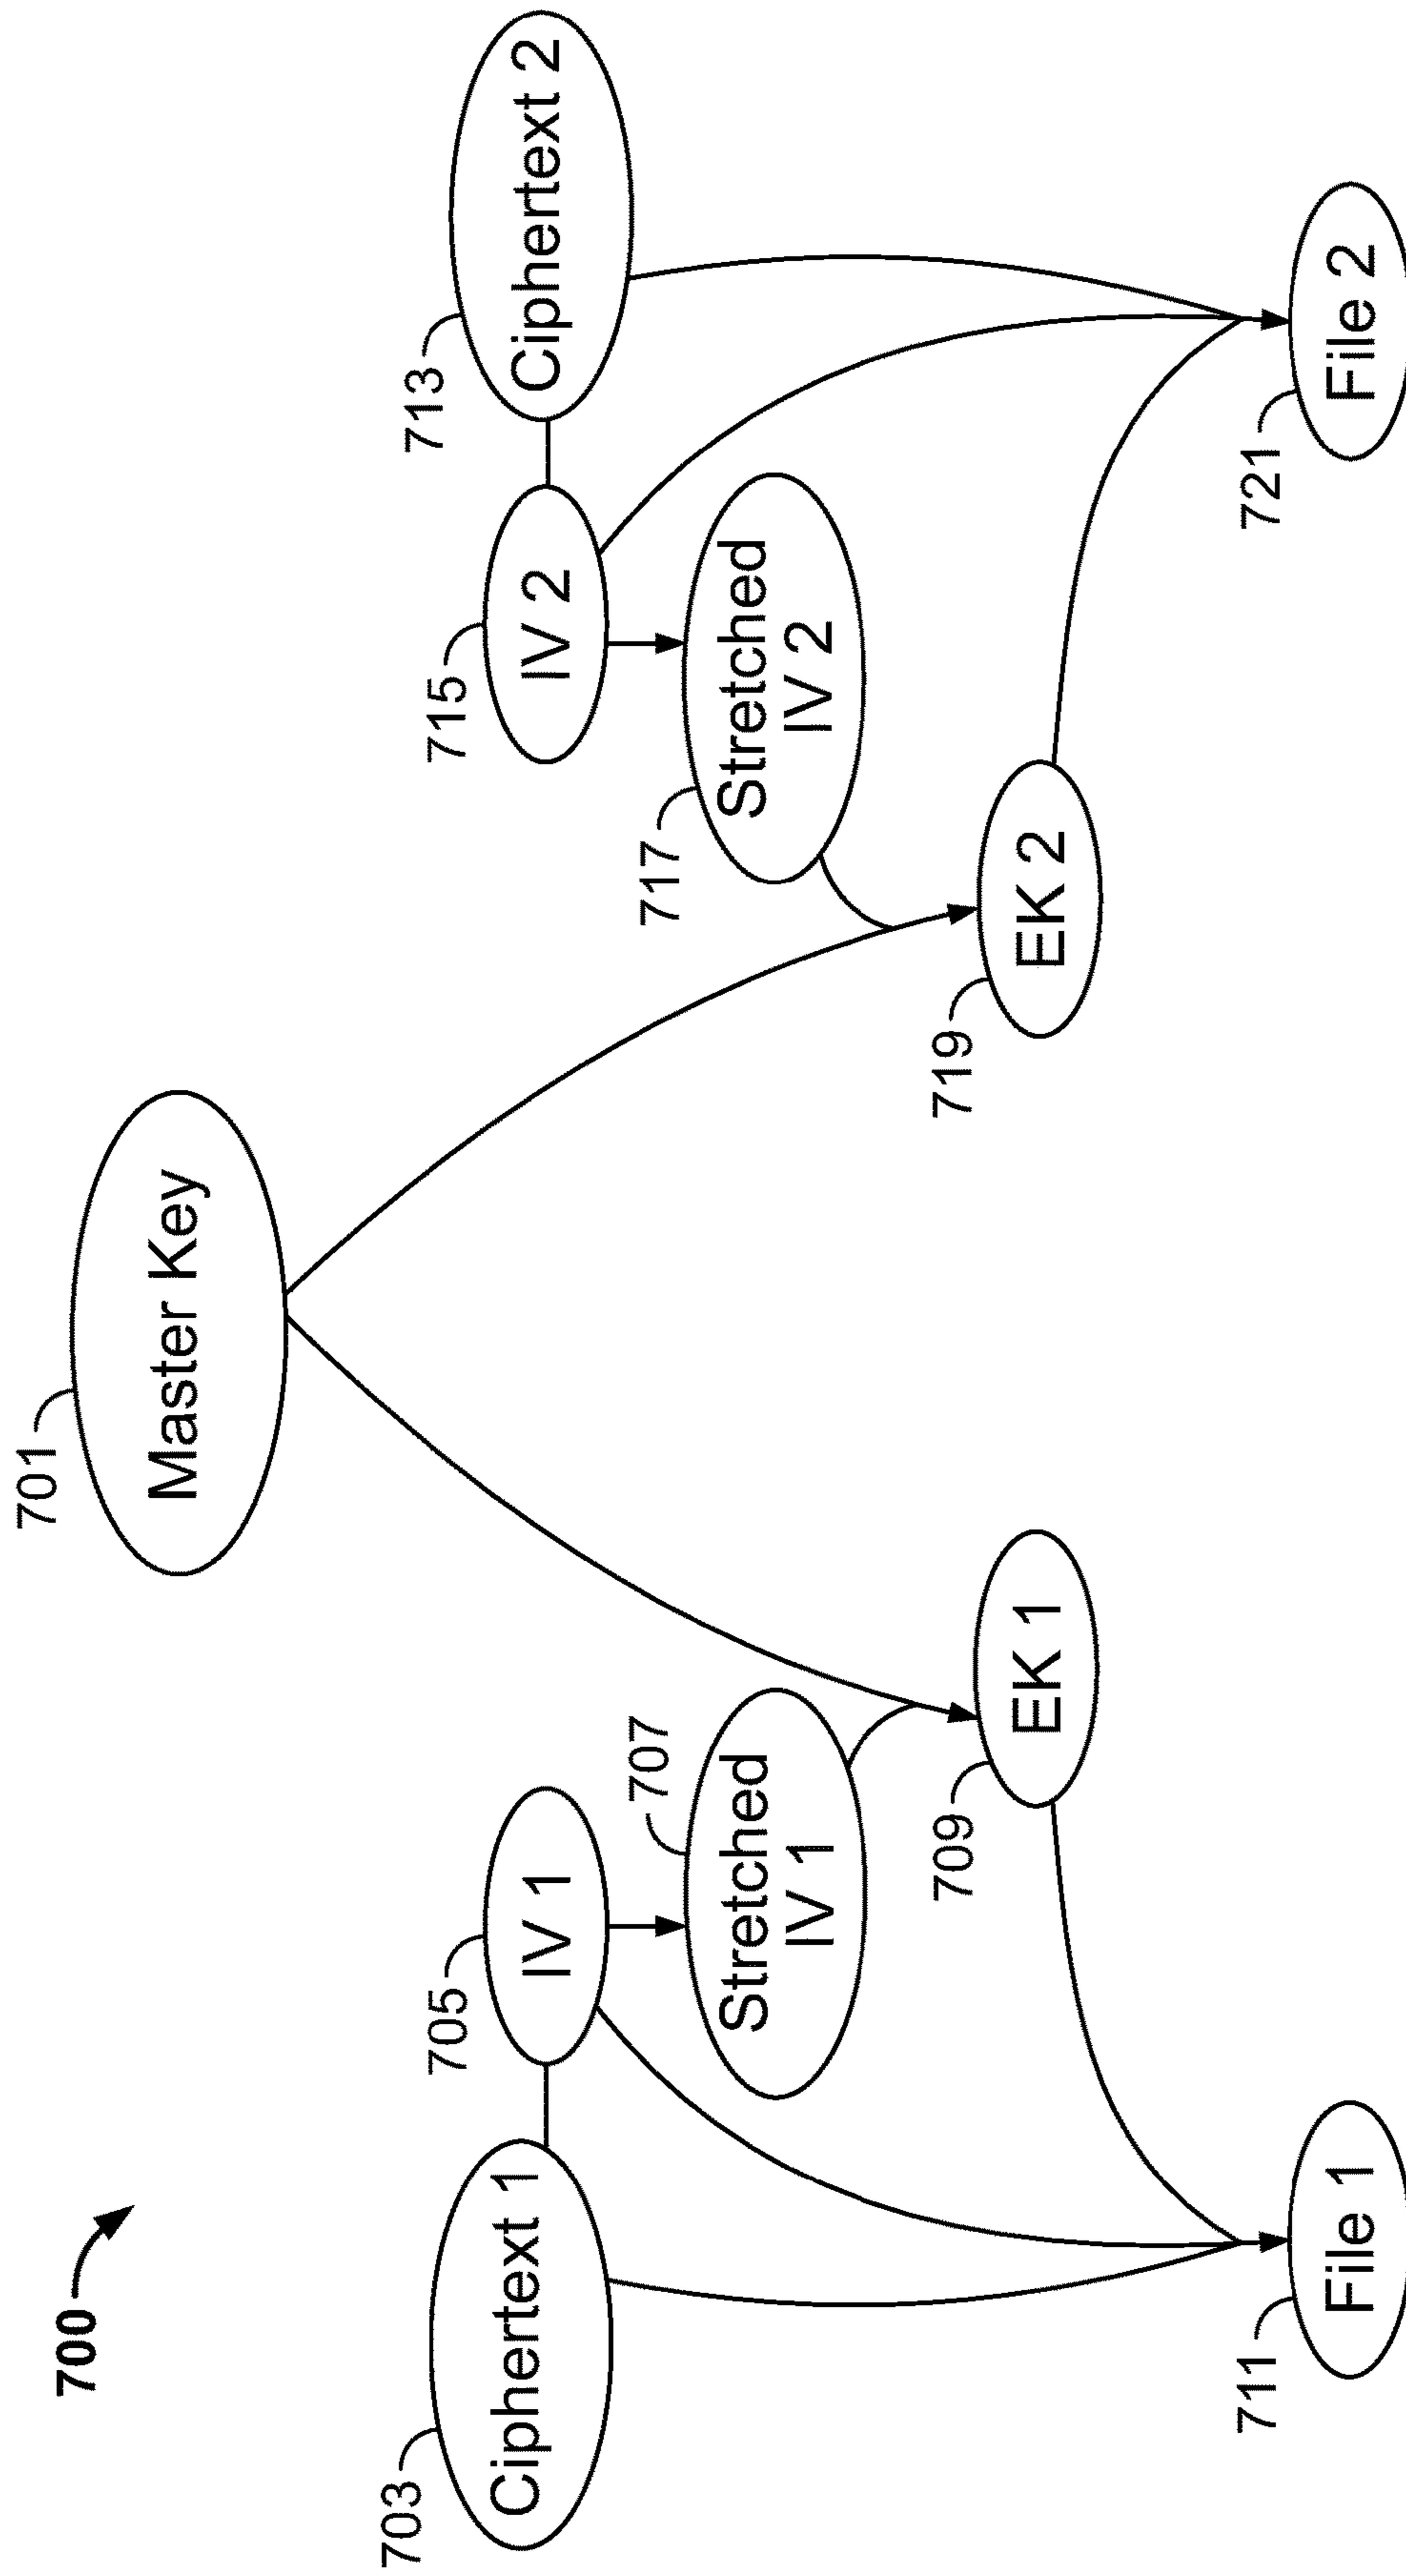 700
701
Master Key
703
Ciphertext 1
705
IV 1
707
Stretched
IV 1
709
EK 1
711
File 1
713
Ciphertext 2
715
IV 2
717
Stretched
IV 2
719
EK 2
721
File 2